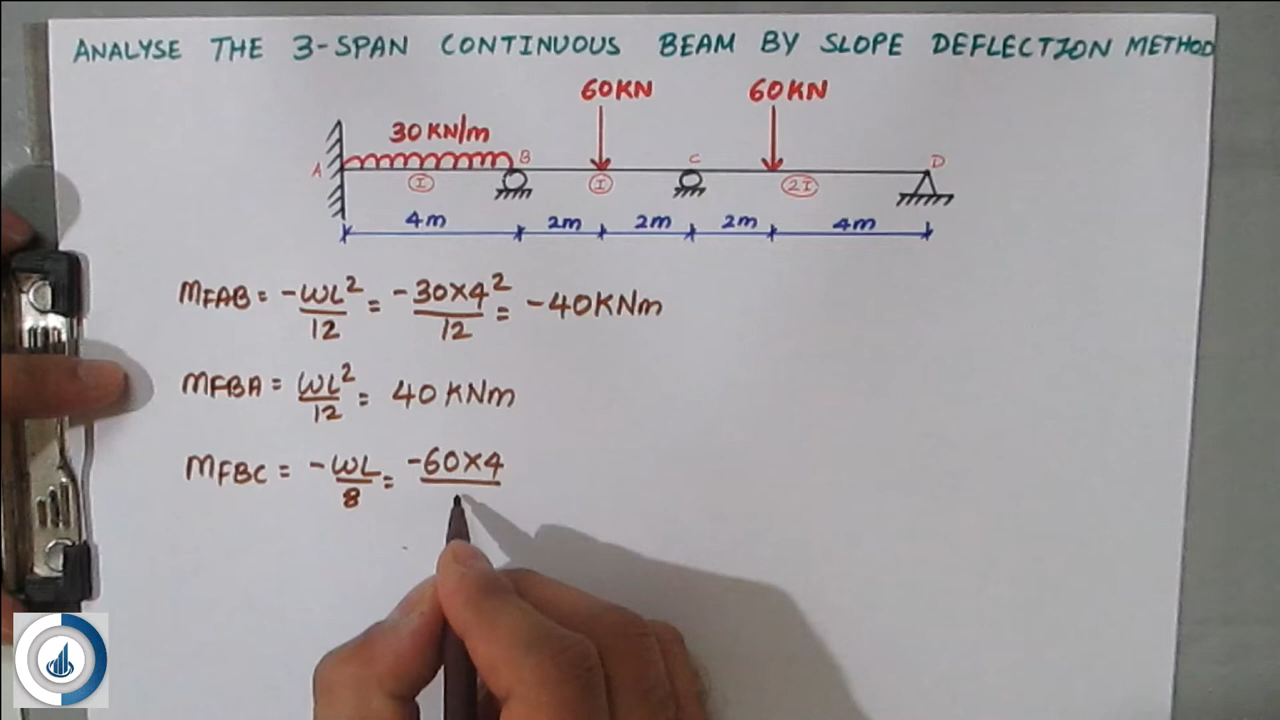 ANALYSE THE 3-SPAN CONTINUOUS BEAM BY SLOPE DEFLECTION METHOD
60KN 60KN
30KN/m
A B C D
I I 2I
4m 2m 2m 2m 4m
MFAB = -WL²/12 = -30×4²/12 = -40KNm
MFBA = WL²/12 = 40KNm
MFBC = -WL/8 = -60×4